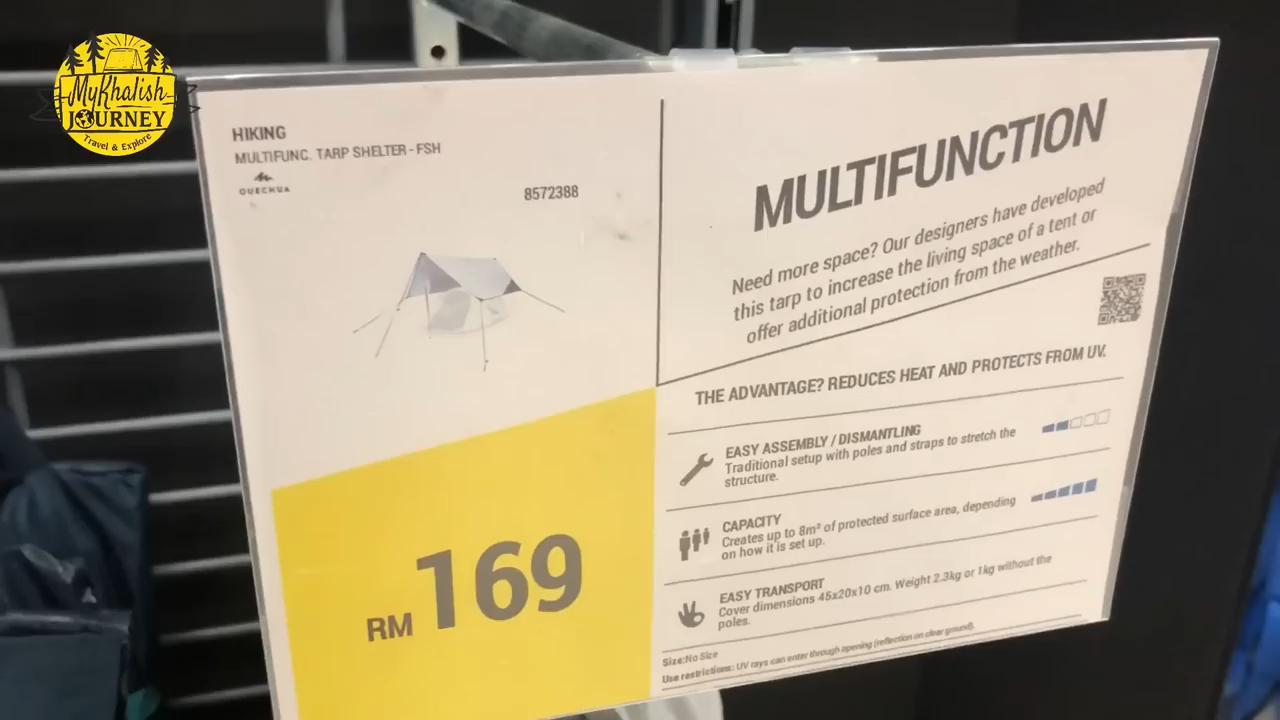 MyKhalish
JOURNEY
Travel & Explore
HIKING
MULTIFUNC. TARP SHELTER - FSH
QUECHUA
8572388
RM 169
MULTIFUNCTION
Need more space? Our designers have developed
this tarp to increase the living space of a tent or
offer additional protection from the weather.
THE ADVANTAGE? REDUCES HEAT AND PROTECTS FROM UV.
EASY ASSEMBLY / DISMANTLING
Traditional setup with poles and straps to stretch the
structure.
CAPACITY
Creates up to 8m² of protected surface area, depending
on how it is set up.
EASY TRANSPORT
Cover dimensions 45x20x10 cm. Weight 2.3kg or 1kg without the
poles.
Size:No Size
Use restrictions: UV rays can enter through opening (reflection on clear ground).